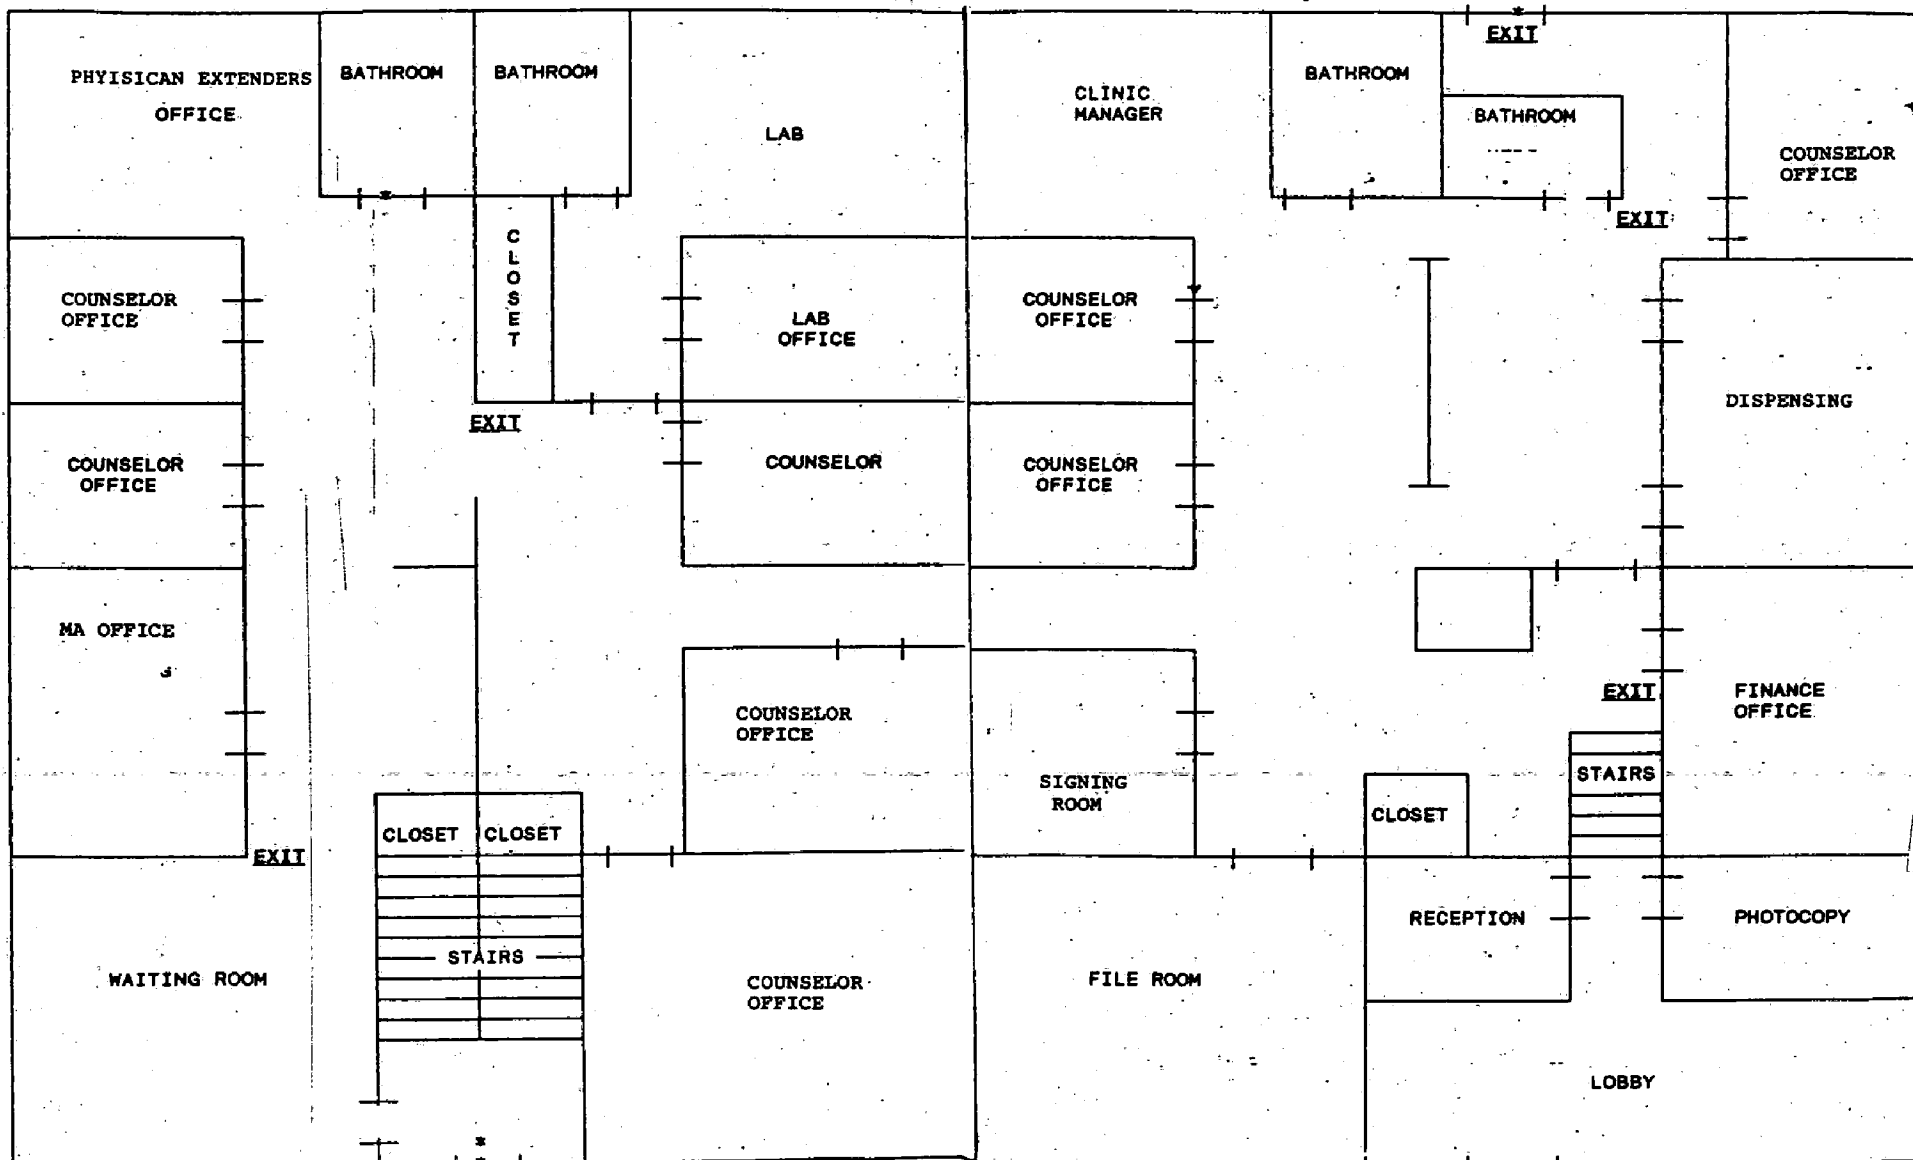 EXIT
PHYISICAN EXTENDERS
OFFICE
BATHROOM
BATHROOM
LAB
CLINIC
MANAGER
BATHROOM
BATHROOM
COUNSELOR
OFFICE
EXIT
CLOSET
COUNSELOR
OFFICE
LAB
OFFICE
COUNSELOR
OFFICE
DISPENSING
EXIT
COUNSELOR
OFFICE
COUNSELOR
COUNSELOR
OFFICE
MA OFFICE
COUNSELOR
OFFICE
EXIT
FINANCE
OFFICE
SIGNING
ROOM
STAIRS
CLOSET
CLOSET
CLOSET
EXIT
RECEPTION
PHOTOCOPY
STAIRS
WAITING ROOM
COUNSELOR
OFFICE
FILE ROOM
LOBBY